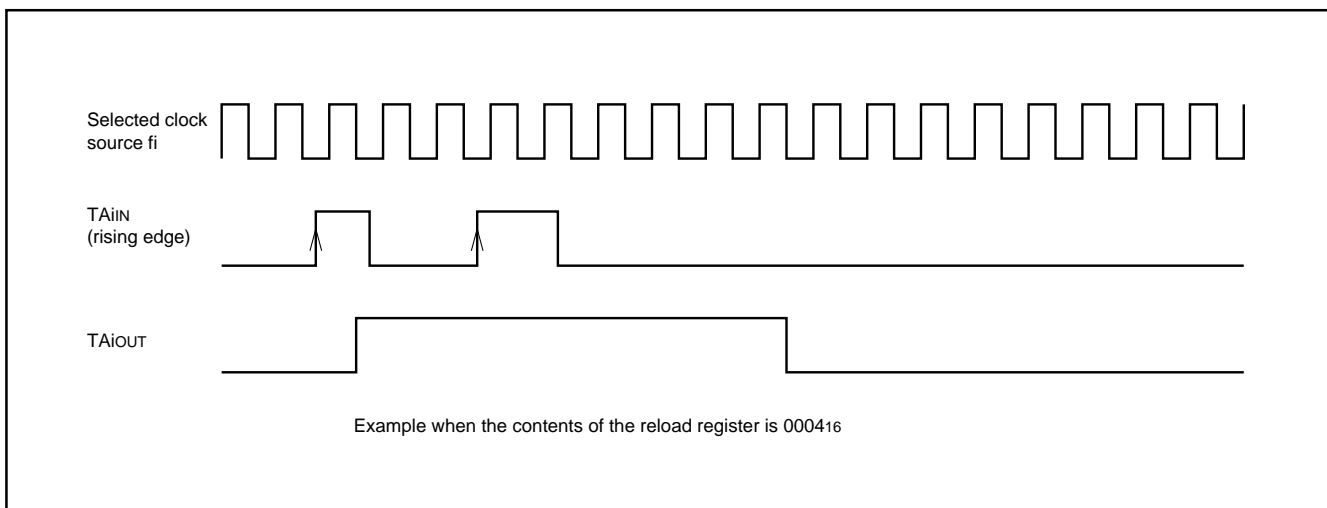 Selected clock
source fi
TAiIN
(rising edge)
TAiOUT
Example when the contents of the reload register is 000416